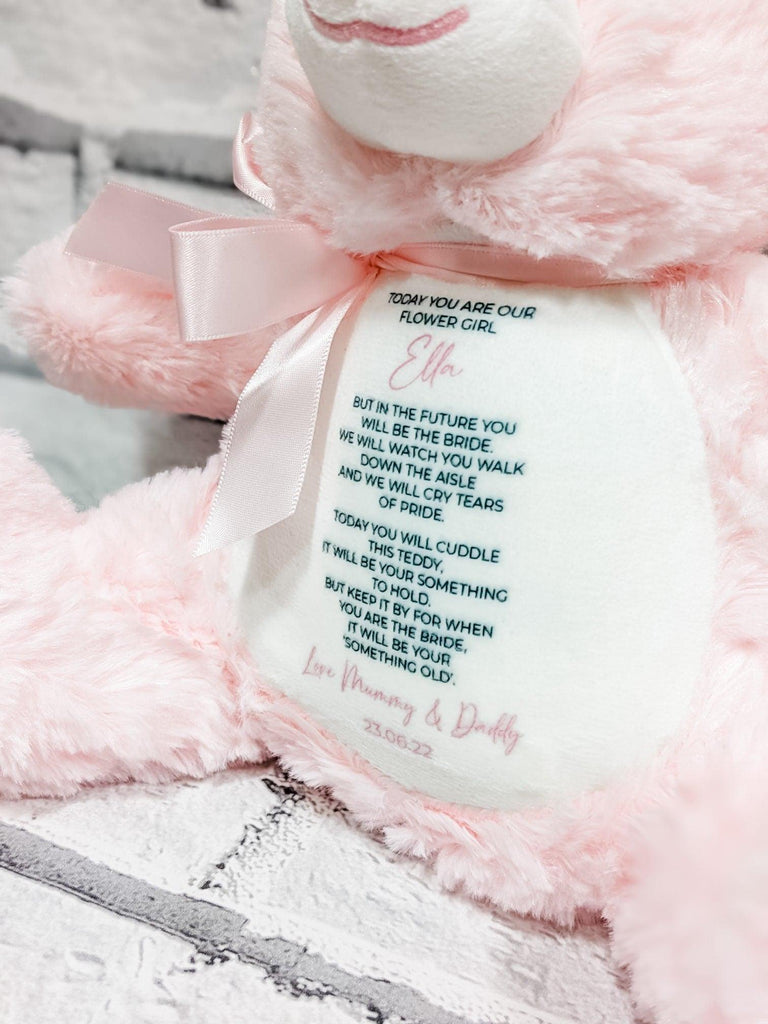 TODAY YOU ARE OUR
FLOWER GIRL
Ella
BUT IN THE FUTURE YOU
WILL BE THE BRIDE.
WE WILL WATCH YOU WALK
DOWN THE AISLE
AND WE WILL CRY TEARS
OF PRIDE.
TODAY YOU WILL CUDDLE
THIS TEDDY,
IT WILL BE YOUR SOMETHING
TO HOLD.
BUT KEEP IT BY FOR WHEN
YOU ARE THE BRIDE,
IT WILL BE YOUR
'SOMETHING OLD'.
Love Mummy & Daddy
23.06.22